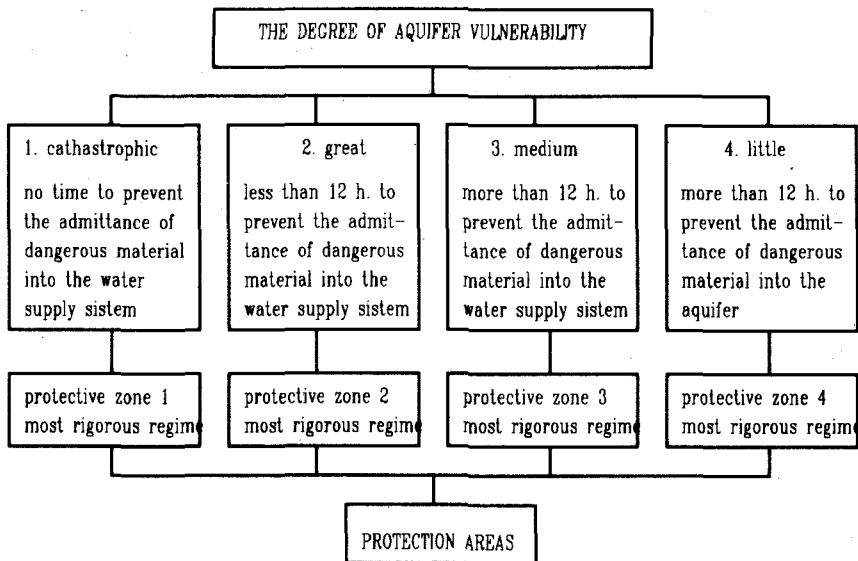 THE DEGREE OF AQUIFER VULNERABILITY
1. cathastrophic
no time to prevent
the admittance of
dangerous material
into the water
supply sistem
2. great
less than 12 h. to
prevent the admit-
tance of dangerous
material into the
water supply sistem
3. medium
more than 12 h. to
prevent the admit-
tance of dangerous
material into the
water supply sistem
4. little
more than 12 h. to
prevent the admit-
tance of dangerous
material into the
aquifer
protective zone 1
most rigorous regime
protective zone 2
most rigorous regime
protective zone 3
most rigorous regime
protective zone 4
most rigorous regime
PROTECTION AREAS